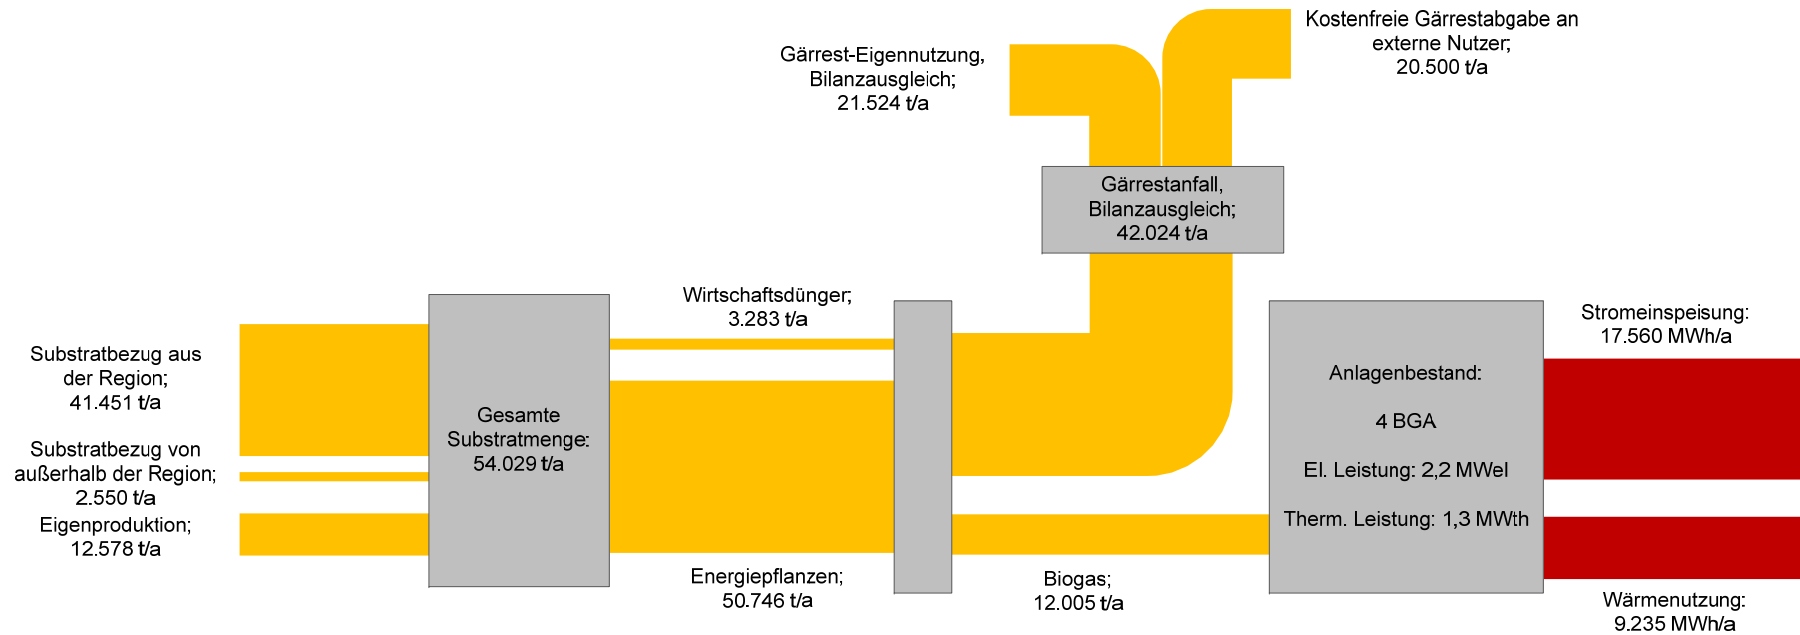 Kostenfreie Gärrestabgabe an
externe Nutzer;
20.500 t/a
Gärrest-Eigennutzung,
Bilanzausgleich;
21.524 t/a
Gärrestanfall,
Bilanzausgleich;
42.024 t/a
Wirtschaftsdünger;
3.283 t/a
Stromeinspeisung:
17.560 MWh/a
Substratbezug aus
der Region;
41.451 t/a
Gesamte
Substratmenge:
54.029 t/a
Anlagenbestand:
4 BGA
El. Leistung: 2,2 MWel
Therm. Leistung: 1,3 MWth
Substratbezug von
außerhalb der Region;
2.550 t/a
Eigenproduktion;
12.578 t/a
Energiepflanzen;
50.746 t/a
Biogas;
12.005 t/a
Wärmenutzung:
9.235 MWh/a